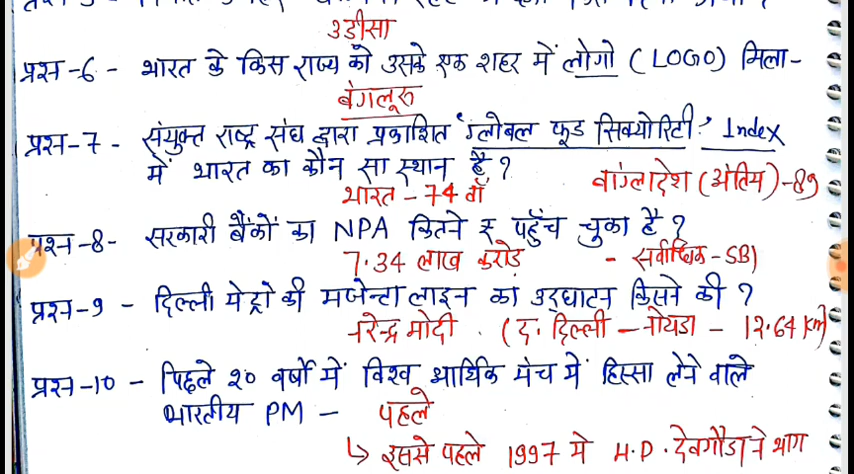 उडीसा
प्रश्न-6 - भारत के किस राज्य को उसके एक शहर में लोगो (LOGO) मिला-
बंगलूरू
प्रश्न-7 - संयुक्त राष्ट्र संघ द्वारा प्रकाशित 'ग्लोबल फूड सिक्योरिटी' Index
में भारत का कौन सा स्थान है?
भारत - 74 वाँ बांग्लादेश (अंतिम) - 89
प्रश्न-8- सरकारी बैंकों का NPA कितने रु पहुँच चुका है?
7.34 लाख करोड - सर्वाधिक - SBI
प्रश्न-9 - दिल्ली मेट्रो की मजेन्टा लाइन का उद्घाटन किसने की ?
नरेन्द्र मोदी . (द. दिल्ली - नोयडा - 12.64 km)
प्रश्न-10 - पिछले २० वर्षों में विश्व आर्थिक मंच में हिस्सा लेने वाले
भारतीय PM - पहले
↳ इससे पहले 1997 मे H.P. देवगौडा ने भाग